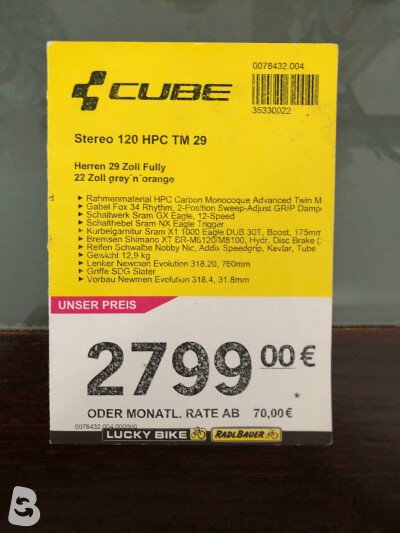 0078432.004
CUBE
35330022
Stereo 120 HPC TM 29
Herren 29 Zoll Fully
22 Zoll grey´n´orange
Rahmenmaterial HPC Carbon Monocoque Advanced Twin M
Gabel Fox 34 Rhythm, 2-Position Sweep-Adjust GRIP Dampe
Schaltwerk Sram GX Eagle, 12-Speed
Schalthebel Sram NX Eagle Trigger
Kurbelgarnitur Sram X1 1000 Eagle DUB 30T, Boost, 175mm
Bremsen Shimano XT BR-M6120/M8100, Hydr. Disc Brake (
Reifen Schwalbe Nobby Nic, Addix Speedgrip, Kevlar, Tube
Gewicht 12,9 kg
Lenker Newmen Evolution 318.20, 760mm
Griffe SDG Slater
Vorbau Newmen Evolution 318.4, 31.8mm
UNSER PREIS
2799 00 €
*
ODER MONATL. RATE AB 70,00 €
LUCKY BIKE RADLBAUER